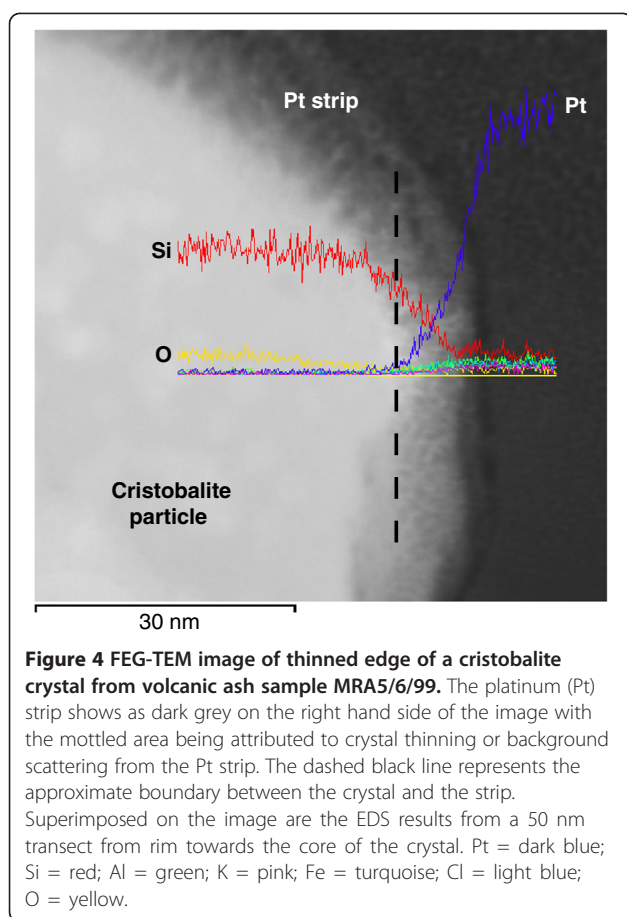 Pt strip
Pt
Si
O
Cristobalite
particle
30 nm
Figure 4 FEG-TEM image of thinned edge of a cristobalite
crystal from volcanic ash sample MRA5/6/99. The platinum (Pt)
strip shows as dark grey on the right hand side of the image with
the mottled area being attributed to crystal thinning or background
scattering from the Pt strip. The dashed black line represents the
approximate boundary between the crystal and the strip.
Superimposed on the image are the EDS results from a 50 nm
transect from rim towards the core of the crystal. Pt = dark blue;
Si = red; Al = green; K = pink; Fe = turquoise; Cl = light blue;
O = yellow.